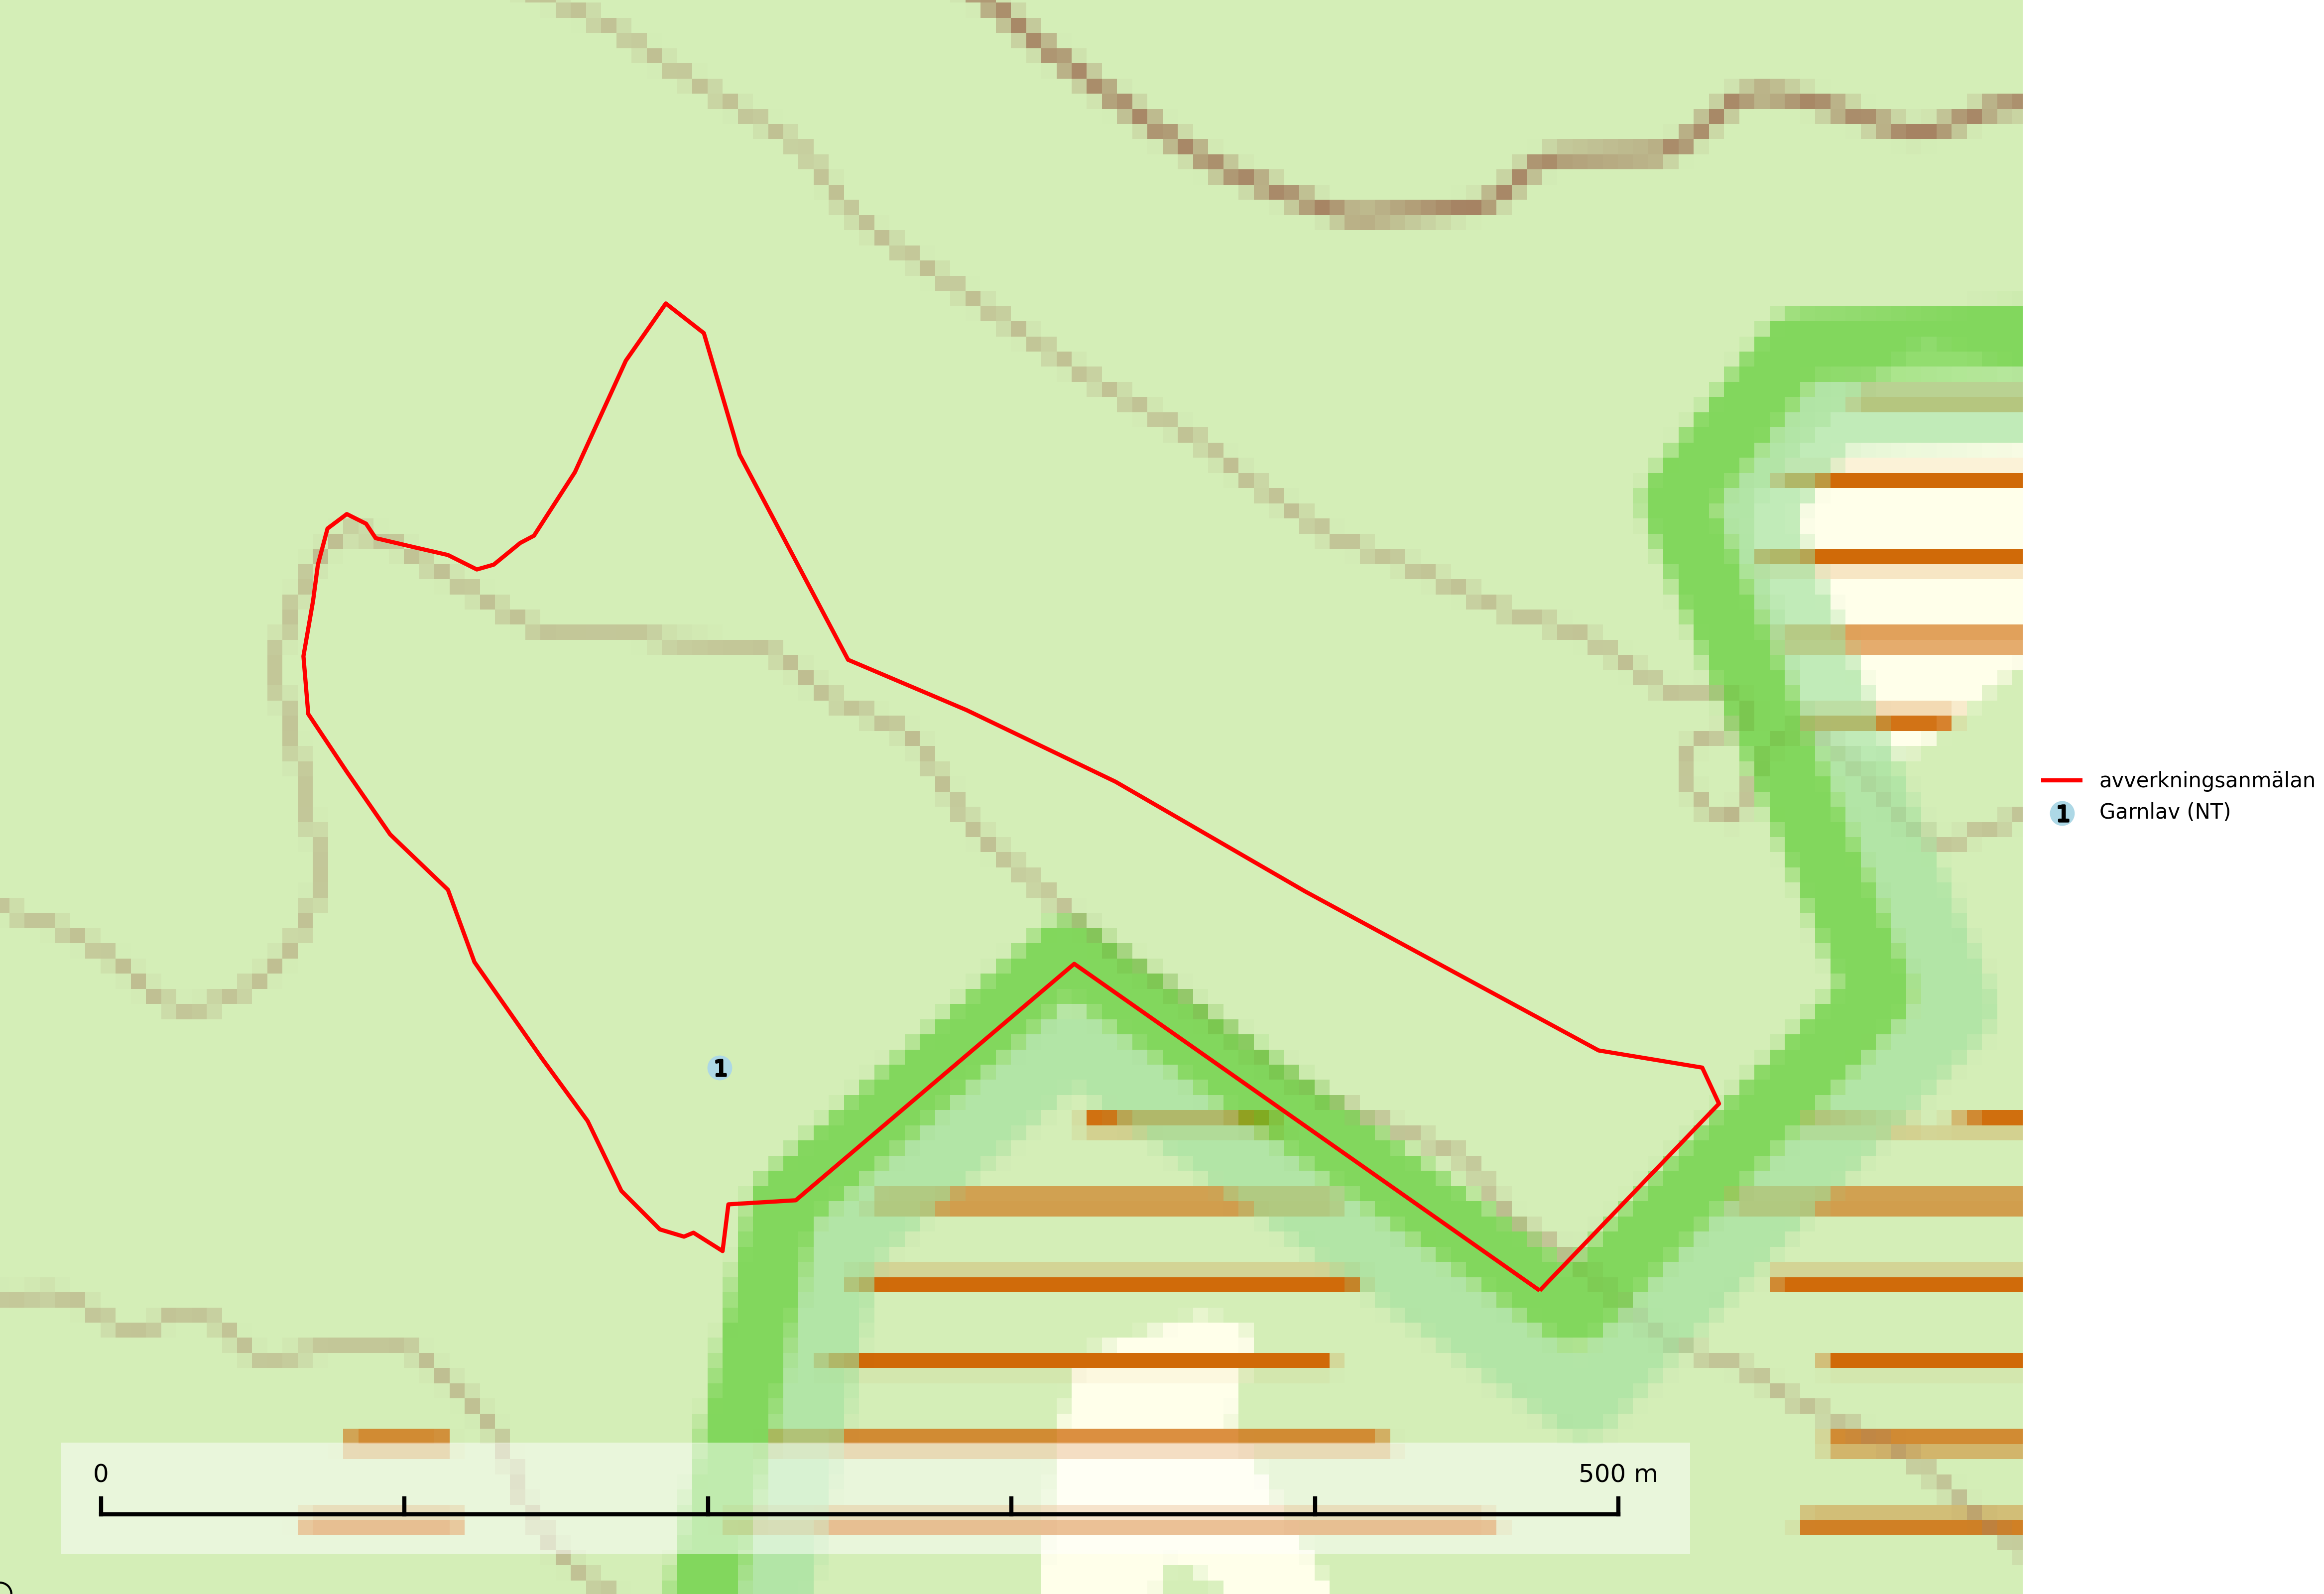 avverkningsanmälan
1 Garnlav (NT)
1
0 500 m